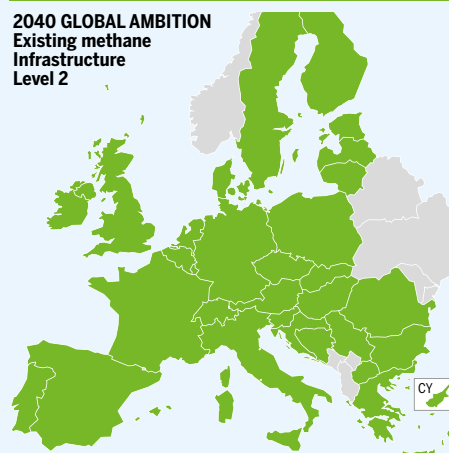 2040 GLOBAL AMBITION
Existing methane
Infrastructure
Level 2
CY